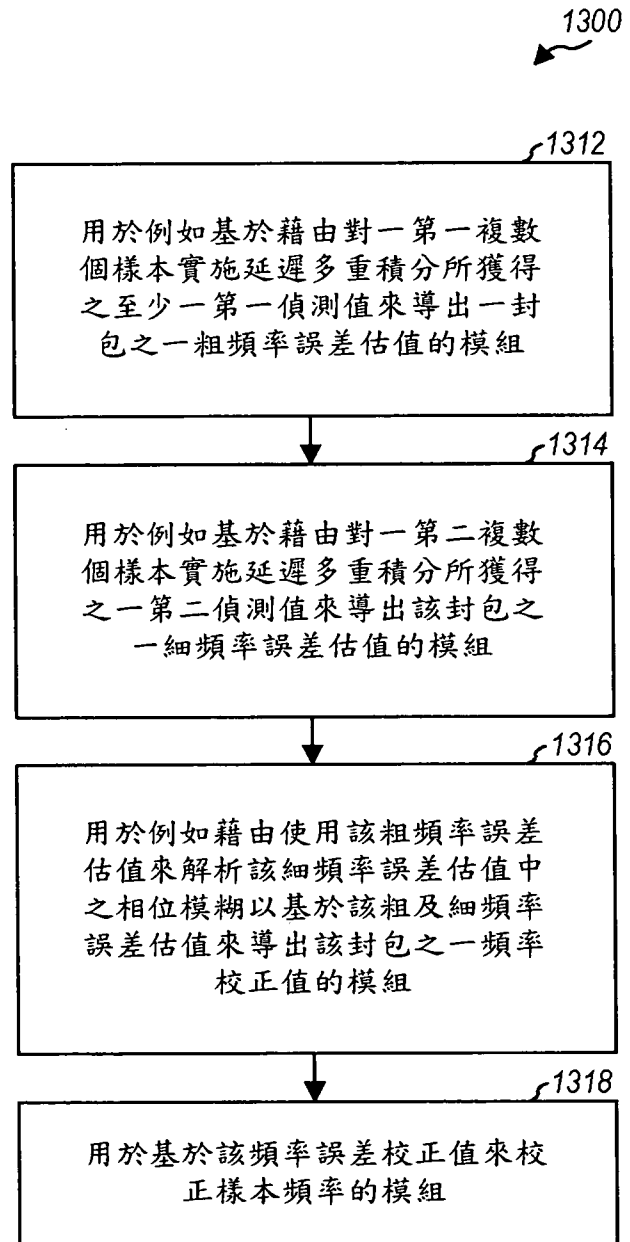 1300
1312
用於例如基於藉由對一第一複數
個樣本實施延遲多重積分所獲得
之至少一第一偵測值來導出一封
包之一粗頻率誤差估值的模組
1314
用於例如基於藉由對一第二複數
個樣本實施延遲多重積分所獲得
之一第二偵測值來導出該封包之
一細頻率誤差估值的模組
1316
用於例如藉由使用該粗頻率誤差
估值來解析該細頻率誤差估值中
之相位模糊以基於該粗及細頻率
誤差估值來導出該封包之一頻率
校正值的模組
1318
用於基於該頻率誤差校正值來校
正樣本頻率的模組